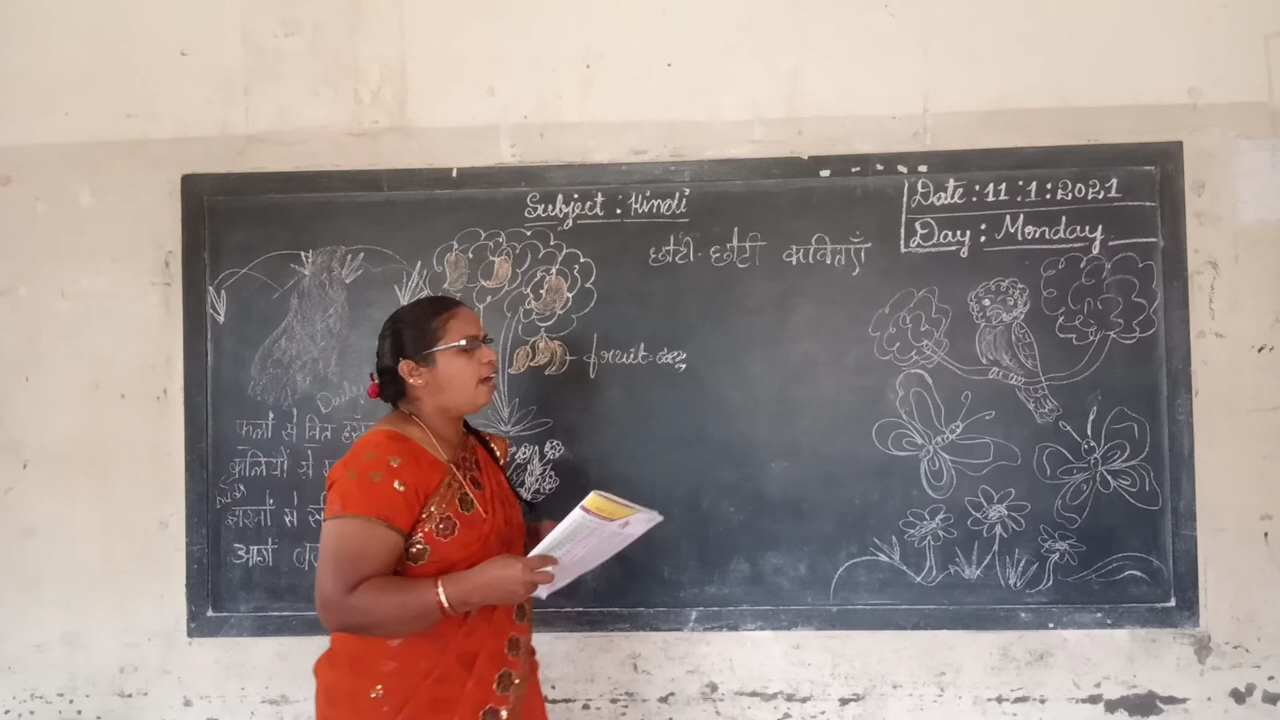 Subject : Hindi
Date : 11 : 1 : 2021
Day : Monday
छोटी-छोटी कविताएँ
fruit-
Daily
फलों से नित
कलियों से
झरनों से
आगे